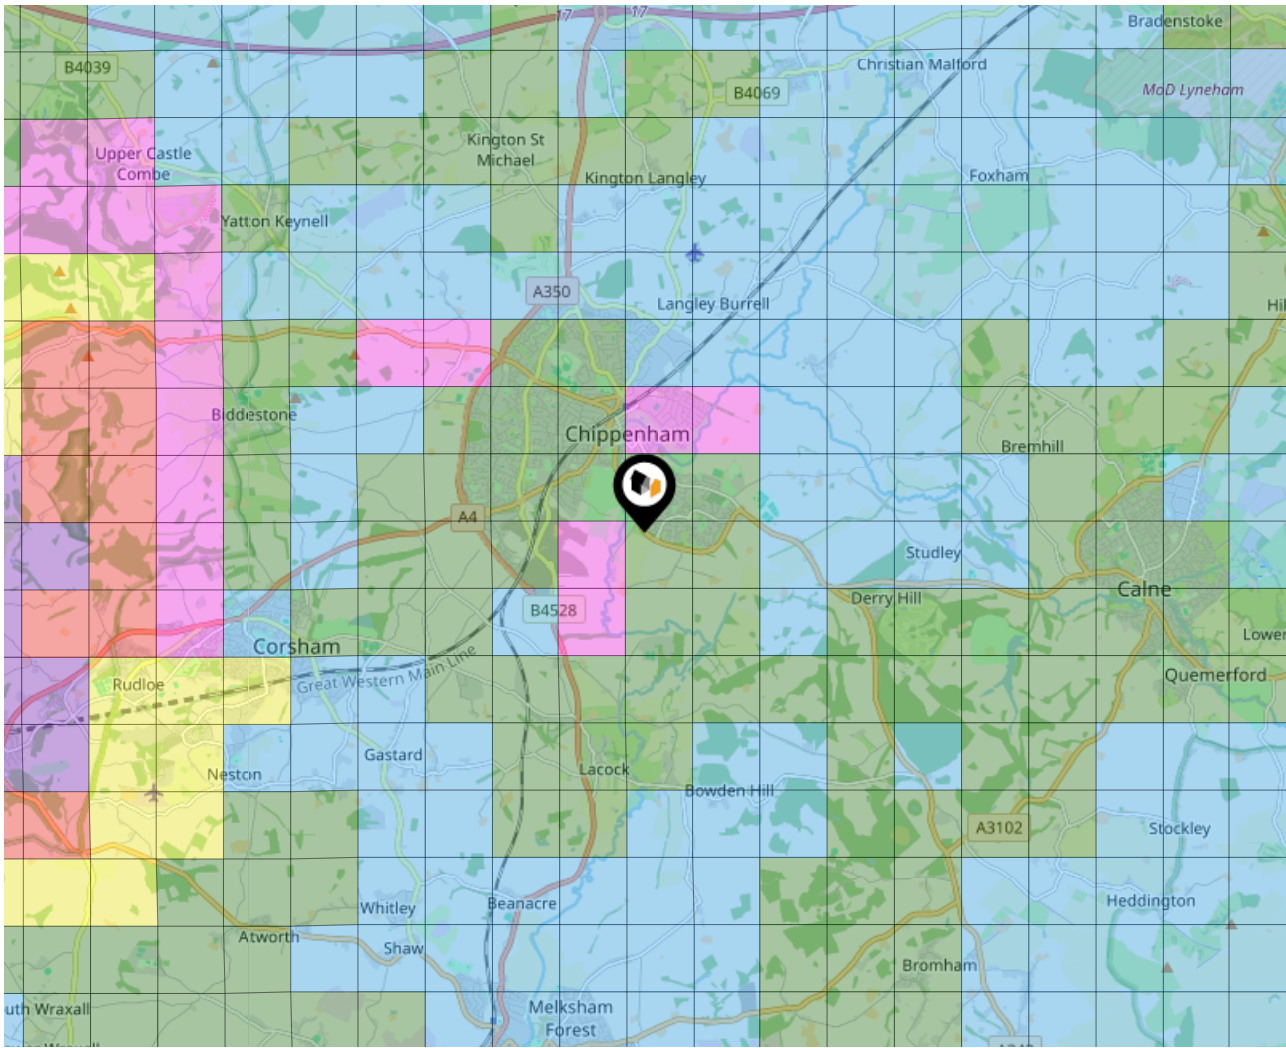 17
17
Bradenstoke
B4039
Christian Malford
B4069
MoD Lyneham
Upper Castle
Combe
Kington St
Michael
Kington Langley
Foxham
Yatton Keynell
A350
Langley Burrell
Hil
Biddestone
Chippenham
Bremhill
A4
Studley
Calne
B4528
Derry Hill
Corsham
Lower
Great Western Main Line
Rudloe
Quemerford
Gastard
Neston
Lacock
Bowden Hill
A3102
Stockley
Whitley
Beanacre
Heddington
Atworth
Shaw
Bromham
uth Wraxall
Melksham
Forest